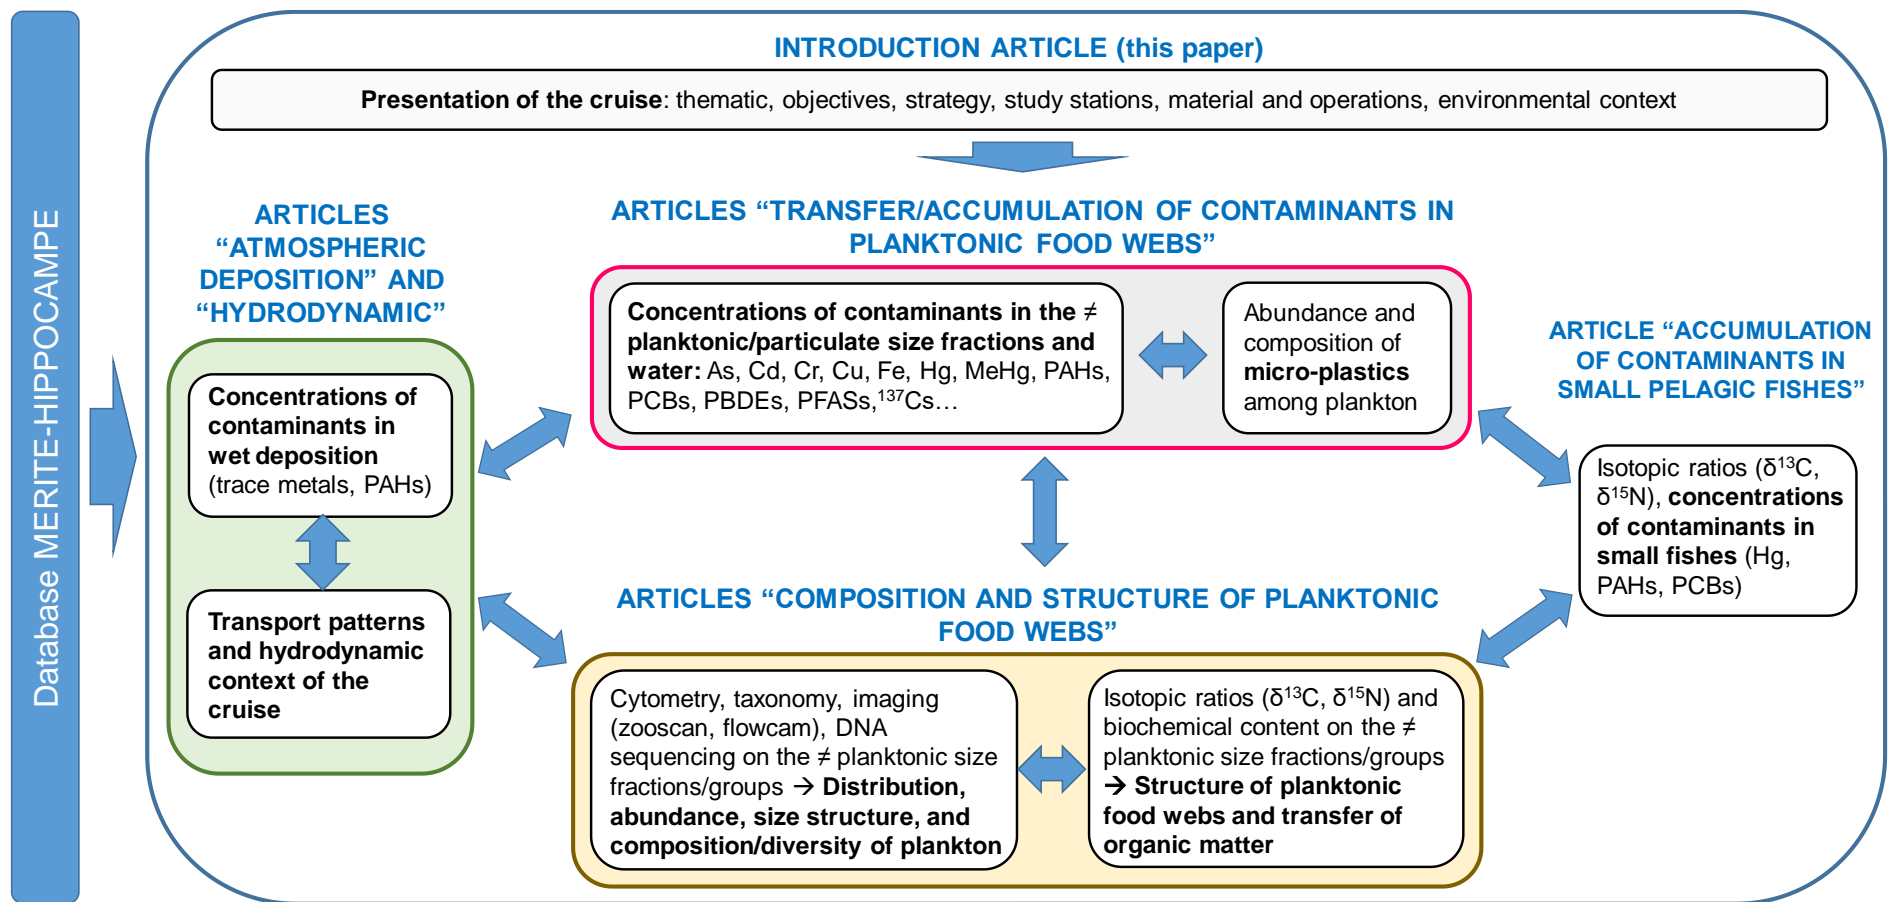 Database MERITE-HIPPOCAMPE
INTRODUCTION ARTICLE (this paper)
Presentation of the cruise: thematic, objectives, strategy, study stations, material and operations, environmental context
ARTICLES
“ATMOSPHERIC
DEPOSITION” AND
“HYDRODYNAMIC”
Concentrations of
contaminants in
wet deposition
(trace metals, PAHs)
Transport patterns
and hydrodynamic
context of the
cruise
ARTICLES “TRANSFER/ACCUMULATION OF CONTAMINANTS IN
PLANKTONIC FOOD WEBS”
Concentrations of contaminants in the ≠
planktonic/particulate size fractions and
water: As, Cd, Cr, Cu, Fe, Hg, MeHg, PAHs,
PCBs, PBDEs, PFASs,¹³⁷Cs…
Abundance and
composition of
micro-plastics
among plankton
ARTICLES “COMPOSITION AND STRUCTURE OF PLANKTONIC
FOOD WEBS”
Cytometry, taxonomy, imaging
(zooscan, flowcam), DNA
sequencing on the ≠ planktonic size
fractions/groups → Distribution,
abundance, size structure, and
composition/diversity of plankton
Isotopic ratios (δ¹³C, δ¹⁵N) and
biochemical content on the ≠
planktonic size fractions/groups
→ Structure of planktonic
food webs and transfer of
organic matter
ARTICLE “ACCUMULATION
OF CONTAMINANTS IN
SMALL PELAGIC FISHES”
Isotopic ratios (δ¹³C,
δ¹⁵N), concentrations
of contaminants in
small fishes (Hg,
PAHs, PCBs)